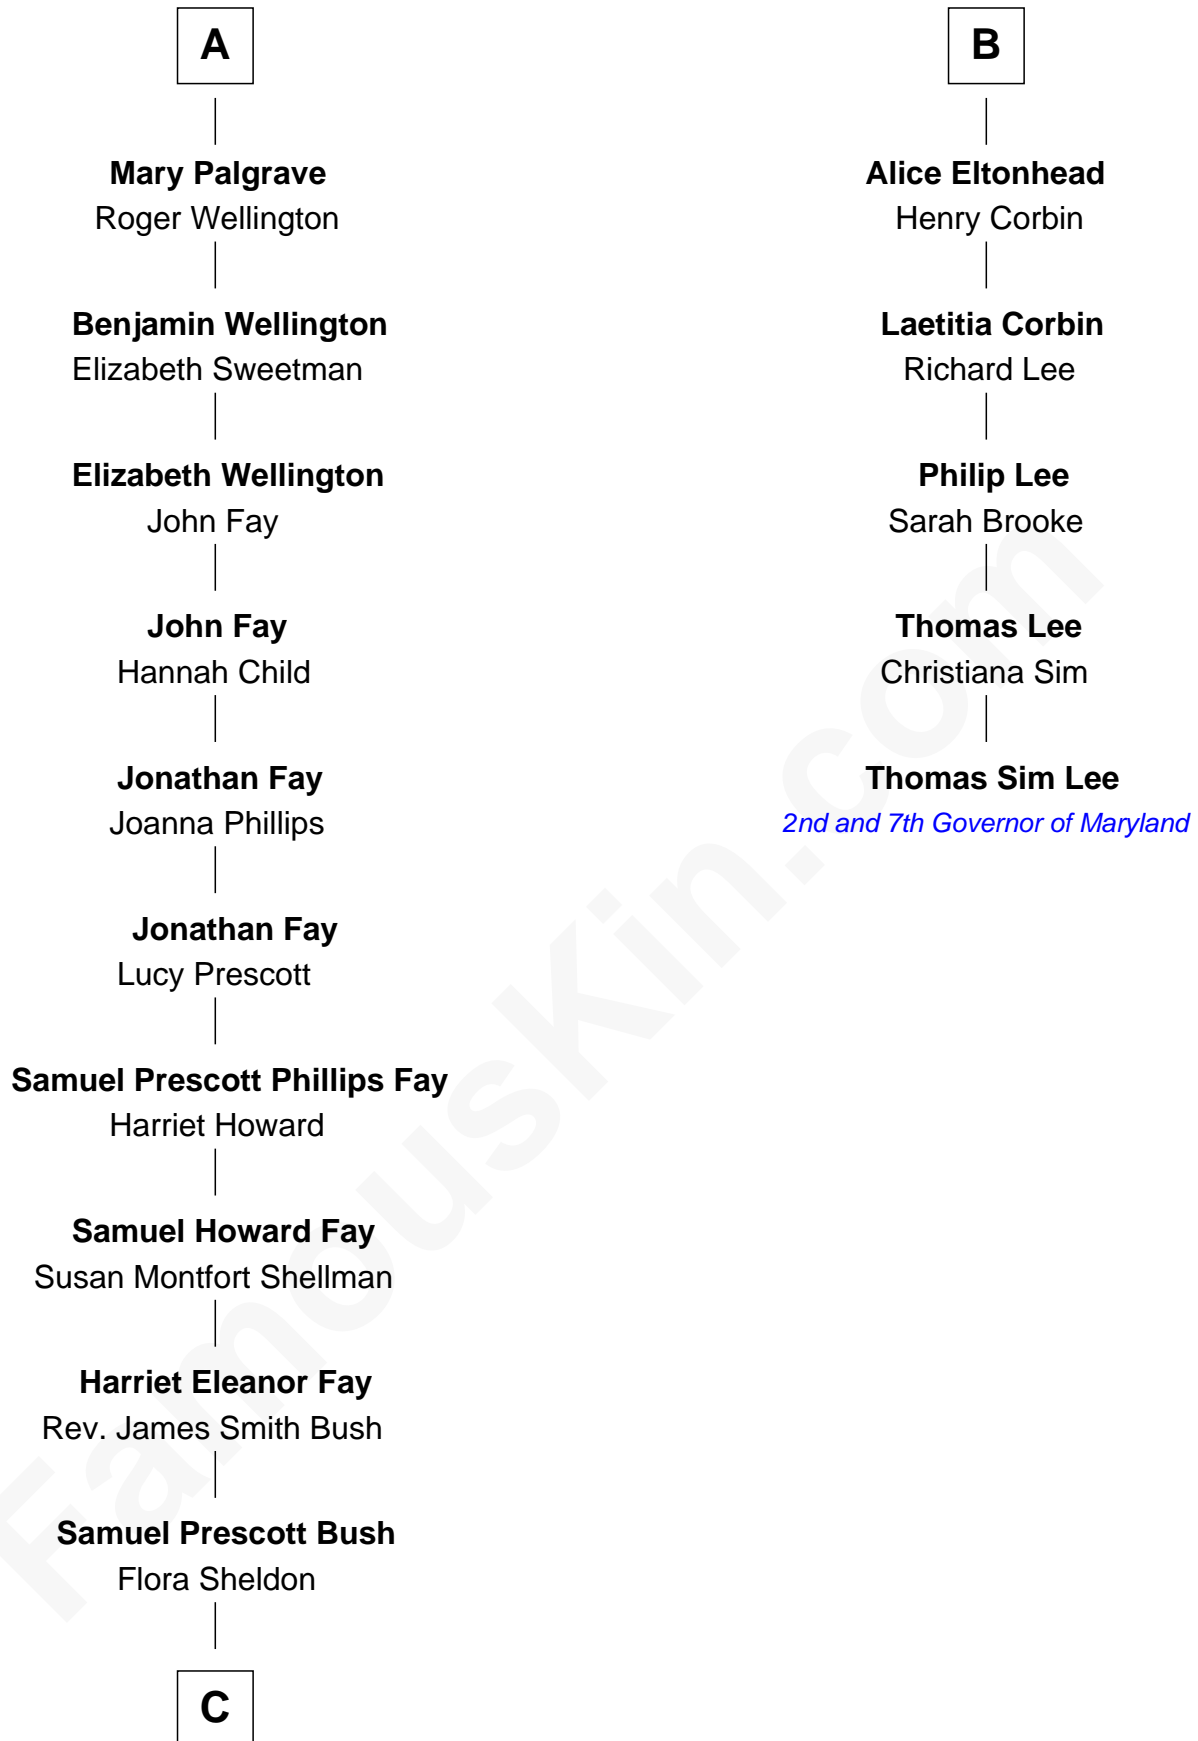 A
Mary Palgrave
Roger Wellington
Benjamin Wellington
Elizabeth Sweetman
Elizabeth Wellington
John Fay
John Fay
Hannah Child
Jonathan Fay
Joanna Phillips
Jonathan Fay
Lucy Prescott
Samuel Prescott Phillips Fay
Harriet Howard
Samuel Howard Fay
Susan Montfort Shellman
Harriet Eleanor Fay
Rev. James Smith Bush
Samuel Prescott Bush
Flora Sheldon
C
B
Alice Eltonhead
Henry Corbin
Laetitia Corbin
Richard Lee
Philip Lee
Sarah Brooke
Thomas Lee
Christiana Sim
Thomas Sim Lee
2nd and 7th Governor of Maryland
FamousKin.com